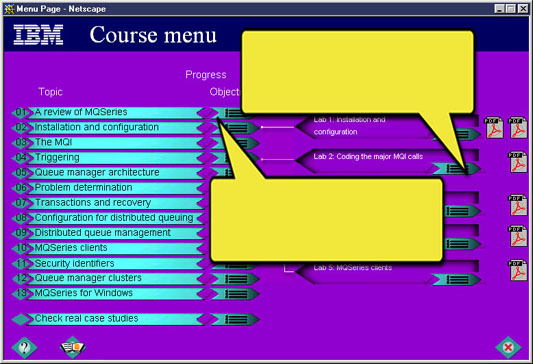 Menu Page - Netscape
IBM Course menu
Progress
Topic
Objecti
01 A review of MQSeries
02 Installation and configuration
03 The MQI
04 Triggering
05 Queue manager architecture
06 Problem determination
07 Transactions and recovery
08 Configuration for distributed queuing
09 Distributed queue management
10 MQSeries clients
11 Security identifiers
12 Queue manager clusters
13 MQSeries for Windows
Check real case studies
Lab 1: Installation and
configuration
Lab 2: Coding the major MQI calls
Lab 5: MQSeries clients
PDF
PDF
PDF
PDF
PDF
PDF
?